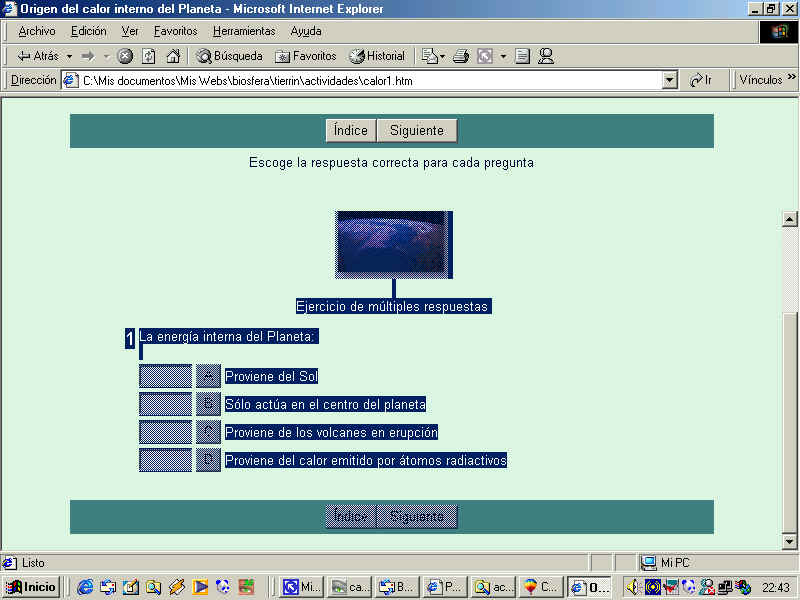 Origen del calor interno del Planeta - Microsoft Internet Explorer
Archivo Edición Ver Favoritos Herramientas Ayuda
Atrás Búsqueda Favoritos Historial
Dirección C:\Mis documentos\Mis Webs\biosfera\tierrin\actividades\calor1.htm Ir Vínculos »
Índice Siguiente
Escoge la respuesta correcta para cada pregunta
Ejercicio de múltiples respuestas
1 La energía interna del Planeta:
A Proviene del Sol
B Sólo actúa en el centro del planeta
C Proviene de los volcanes en erupción
D Proviene del calor emitido por átomos radiactivos
Índice Siguiente
Listo Mi PC
Inicio Mi... ca... B... P... ac... C... O... 22:43